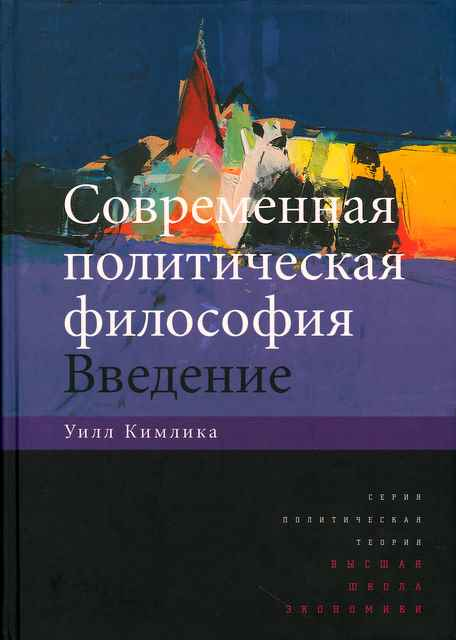 Современная
политическая
философия
Введение
Уилл Кимлика
СЕРИЯ
ПОЛИТИЧЕСКАЯ
ТЕОРИЯ
ВЫСШАЯ
ШКОЛА
ЭКОНОМИКИ